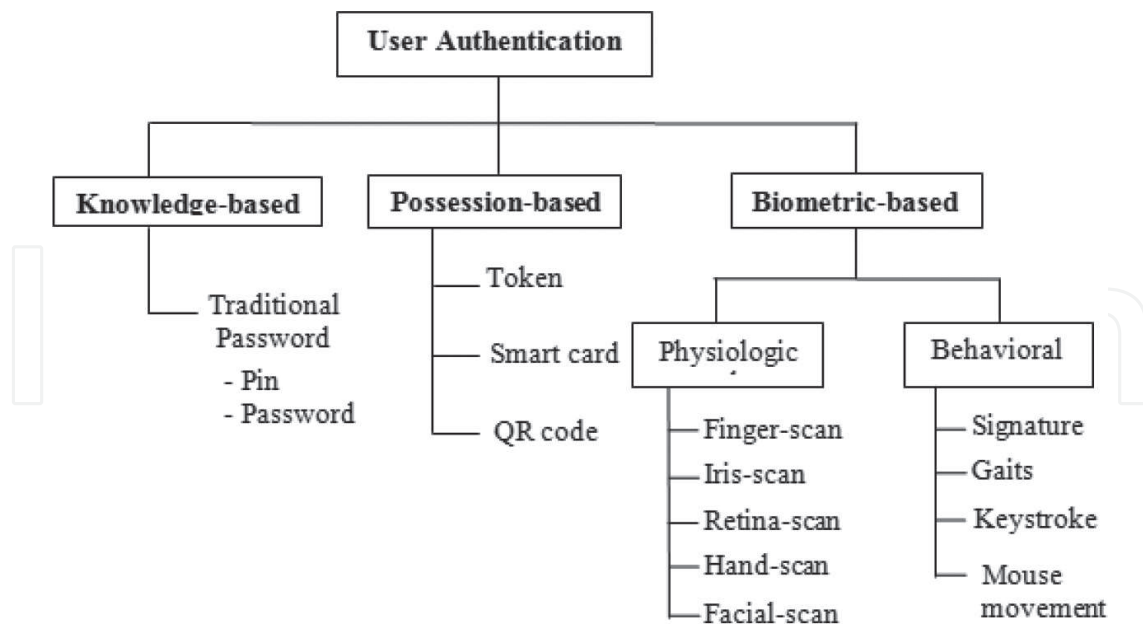 User Authentication
Knowledge-based
Possession-based
Biometric-based
Traditional
Password
- Pin
- Password
Token
Smart card
QR code
Physiologic
Finger-scan
Iris-scan
Retina-scan
Hand-scan
Facial-scan
Behavioral
Signature
Gaits
Keystroke
Mouse
movement